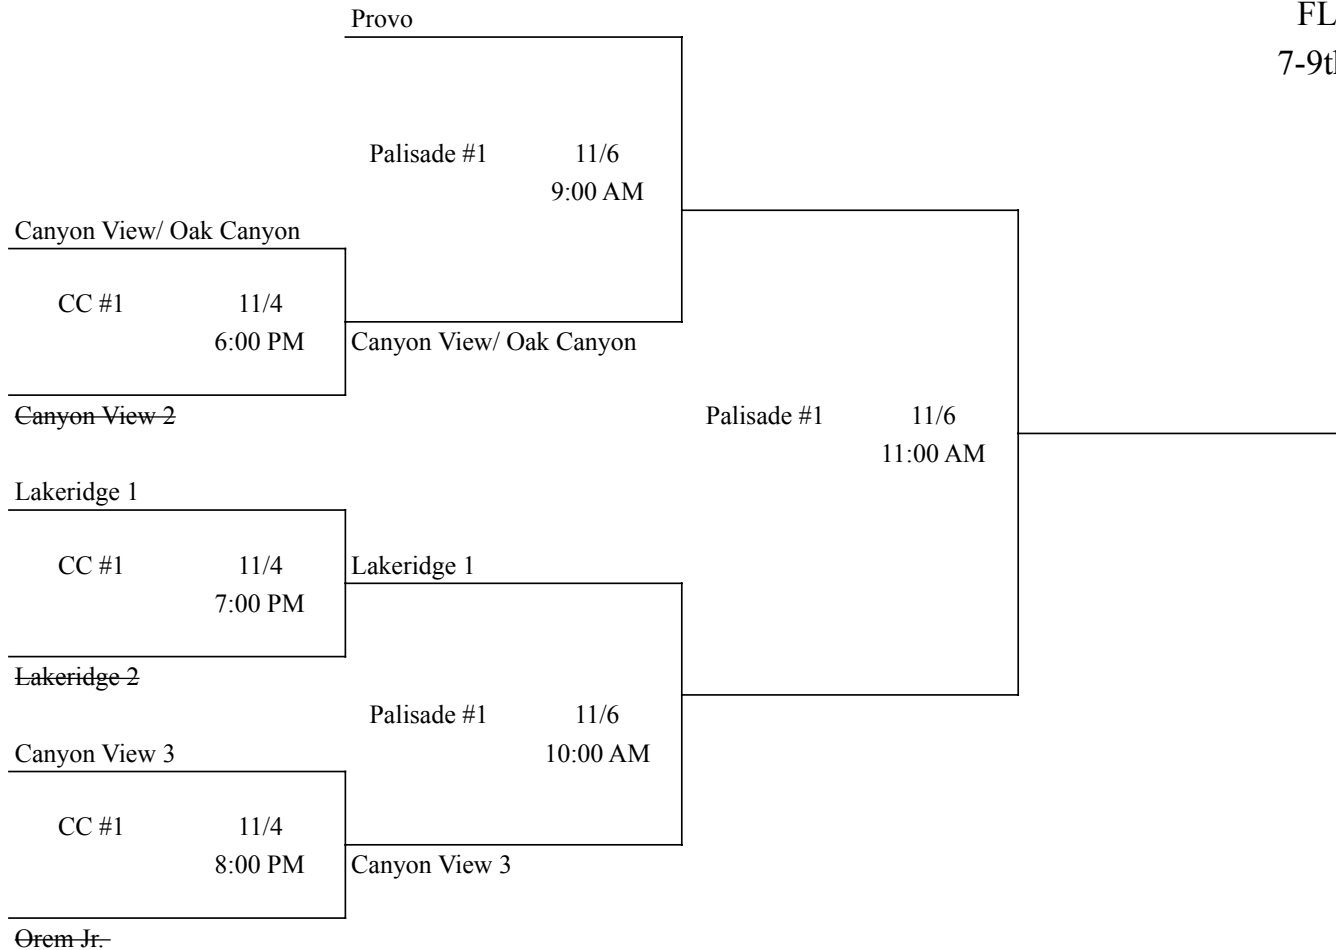 Provo
FL
7-9th
Palisade #1 11/6
9:00 AM
Canyon View/ Oak Canyon
CC #1 11/4
6:00 PM
Canyon View/ Oak Canyon
Canyon View 2
Palisade #1 11/6
11:00 AM
Lakeridge 1
CC #1 11/4
7:00 PM
Lakeridge 1
Lakeridge 2
Palisade #1 11/6
10:00 AM
Canyon View 3
CC #1 11/4
8:00 PM
Canyon View 3
Orem Jr.